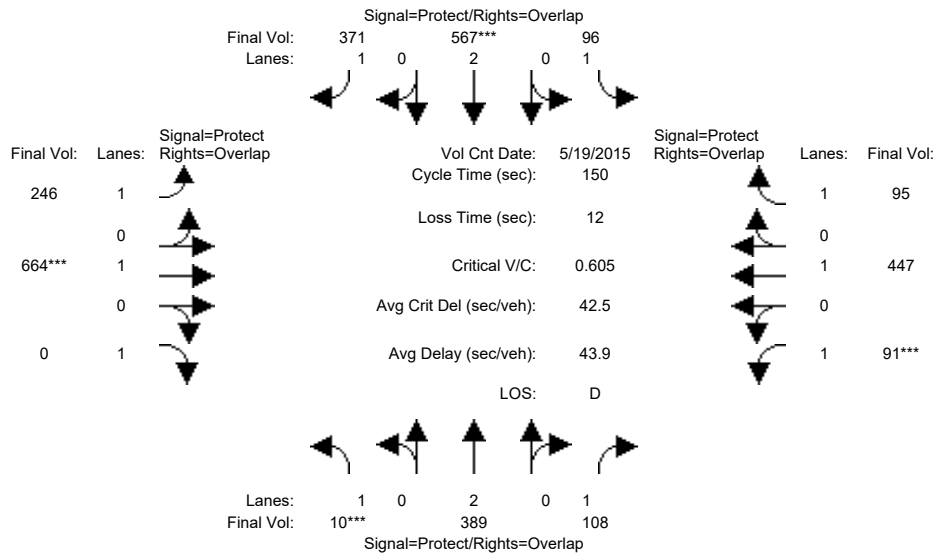 Signal=Protect/Rights=Overlap
Final Vol: 371 567*** 96
Lanes: 1 0 2 0 1
Signal=Protect
Final Vol: Lanes: Rights=Overlap
Vol Cnt Date: 5/19/2015
Signal=Protect
Rights=Overlap Lanes: Final Vol:
Cycle Time (sec): 150
246 1
1 95
Loss Time (sec): 12
0
0
664*** 1
Critical V/C: 0.605
1 447
0
Avg Crit Del (sec/veh): 42.5
0
0 1
Avg Delay (sec/veh): 43.9
1 91***
LOS: D
Lanes: 1 0 2 0 1
Final Vol: 10*** 389 108
Signal=Protect/Rights=Overlap